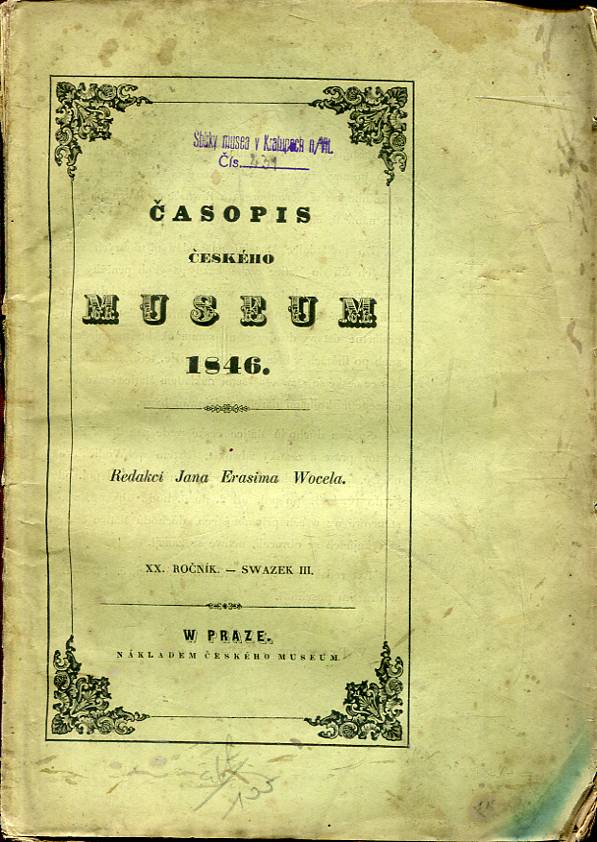 Sbírky musea v Kralupech n/Vlt.
Čís.
ČASOPIS
ČESKÉHO
MUSEUM
1846.
Redakcí Jana Erasima Wocela.
XX. ROČNÍK. — SWAZEK III.
W PRAZE.
NÁKLADEM ČESKÉHO MUSEUM.